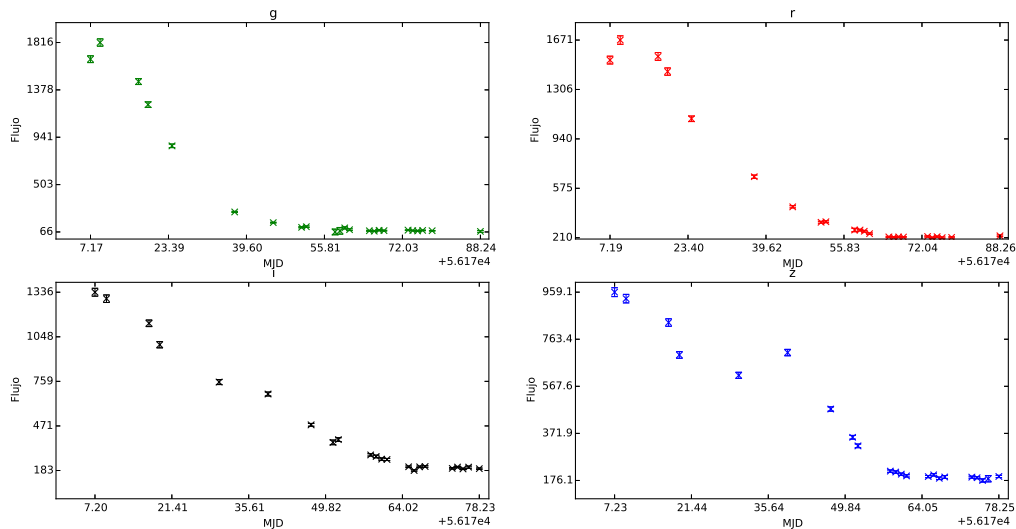 g
1816
1378
941
503
66
Flujo
7.17 23.39 39.60 55.81 72.03 88.24
MJD
+5.617e4
r
1671
1306
940
575
210
Flujo
7.19 23.40 39.62 55.83 72.04 88.26
MJD
+5.617e4
i
1336
1048
759
471
183
Flujo
7.20 21.41 35.61 49.82 64.02 78.23
MJD
+5.617e4
z
959.1
763.4
567.6
371.9
176.1
Flujo
7.23 21.44 35.64 49.84 64.05 78.25
MJD
+5.617e4